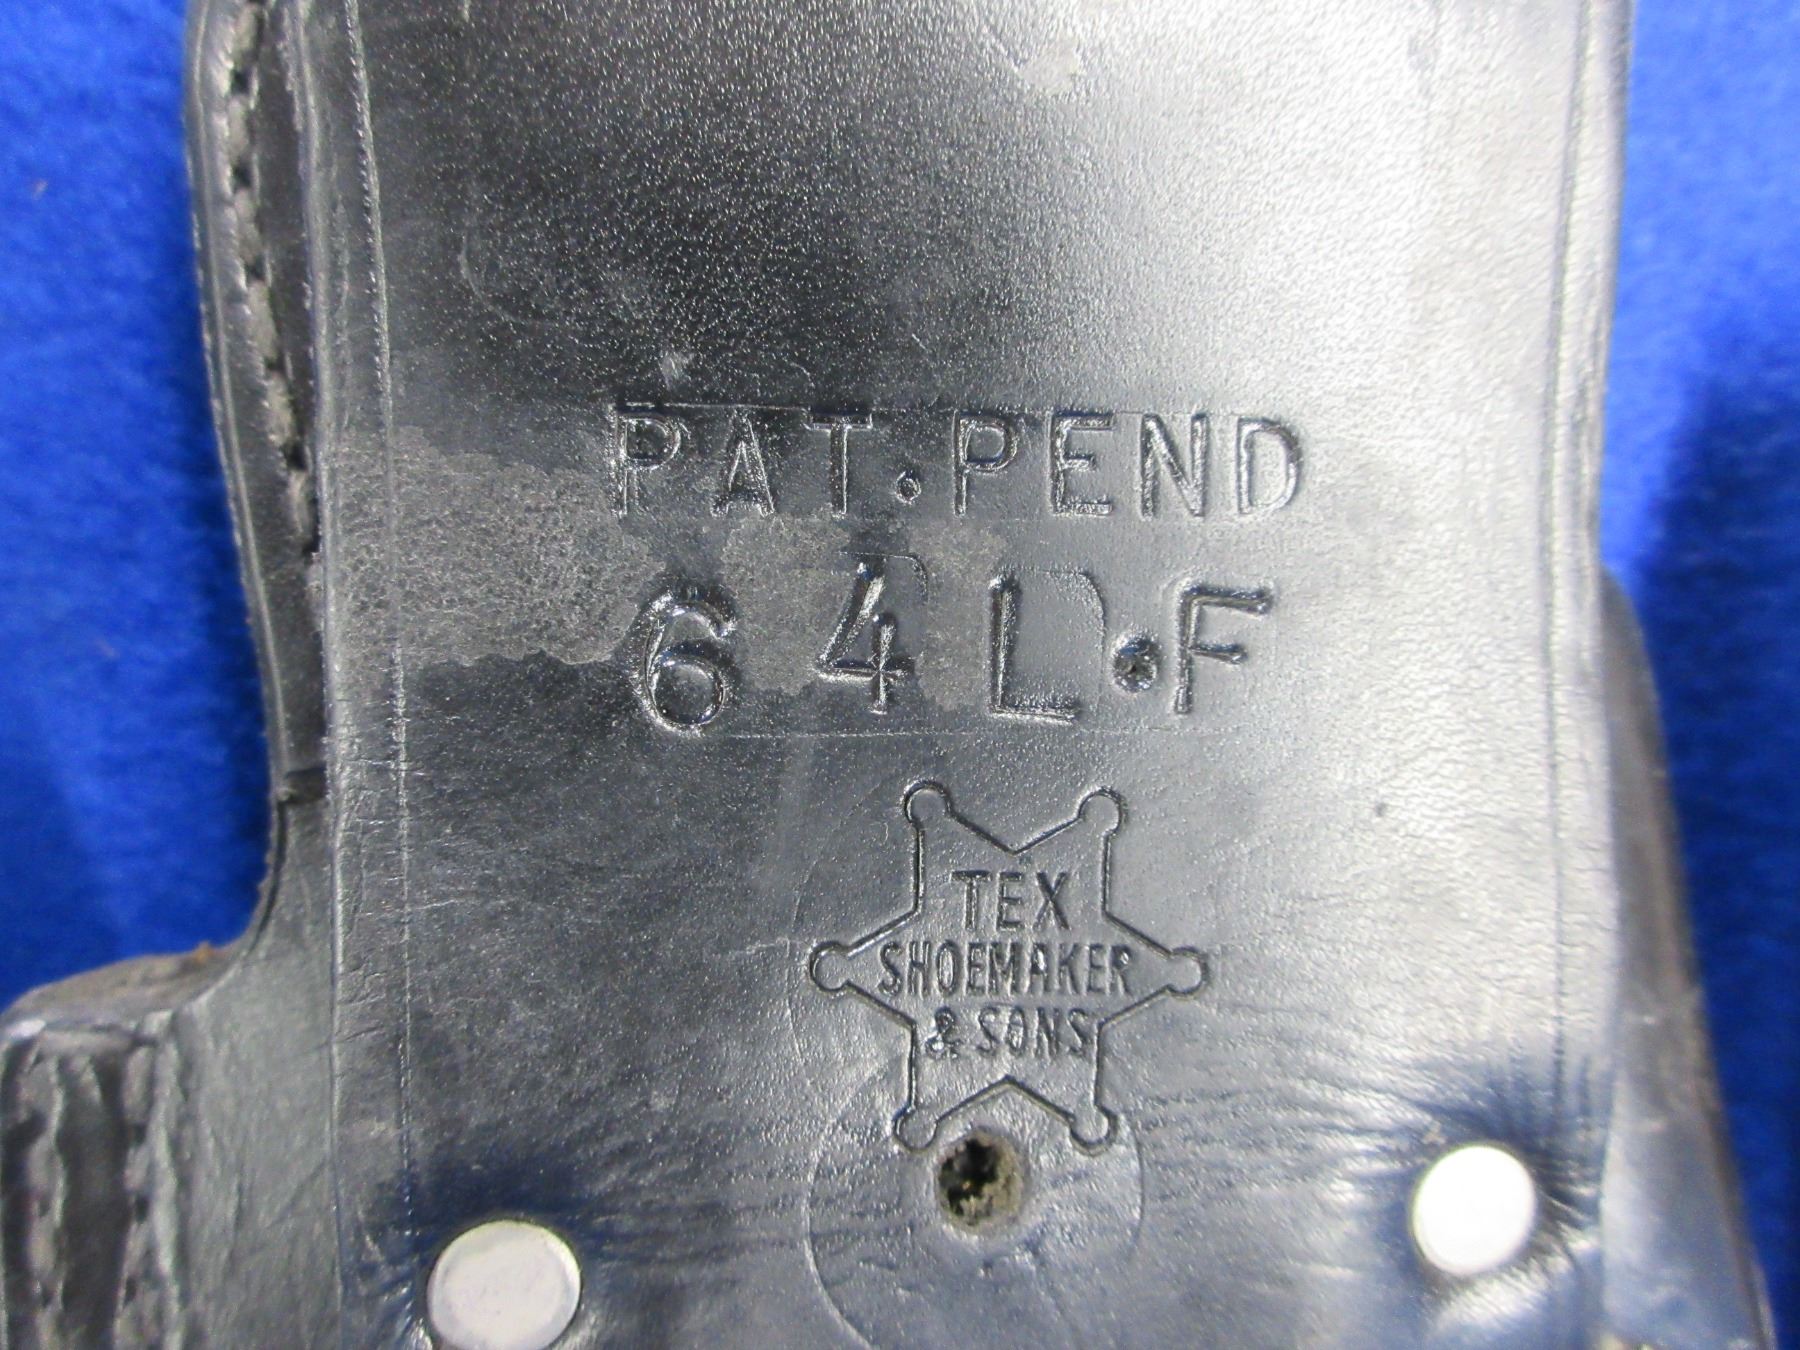 PAT. PEND
64L.F
TEX
SHOEMAKER
& SONS